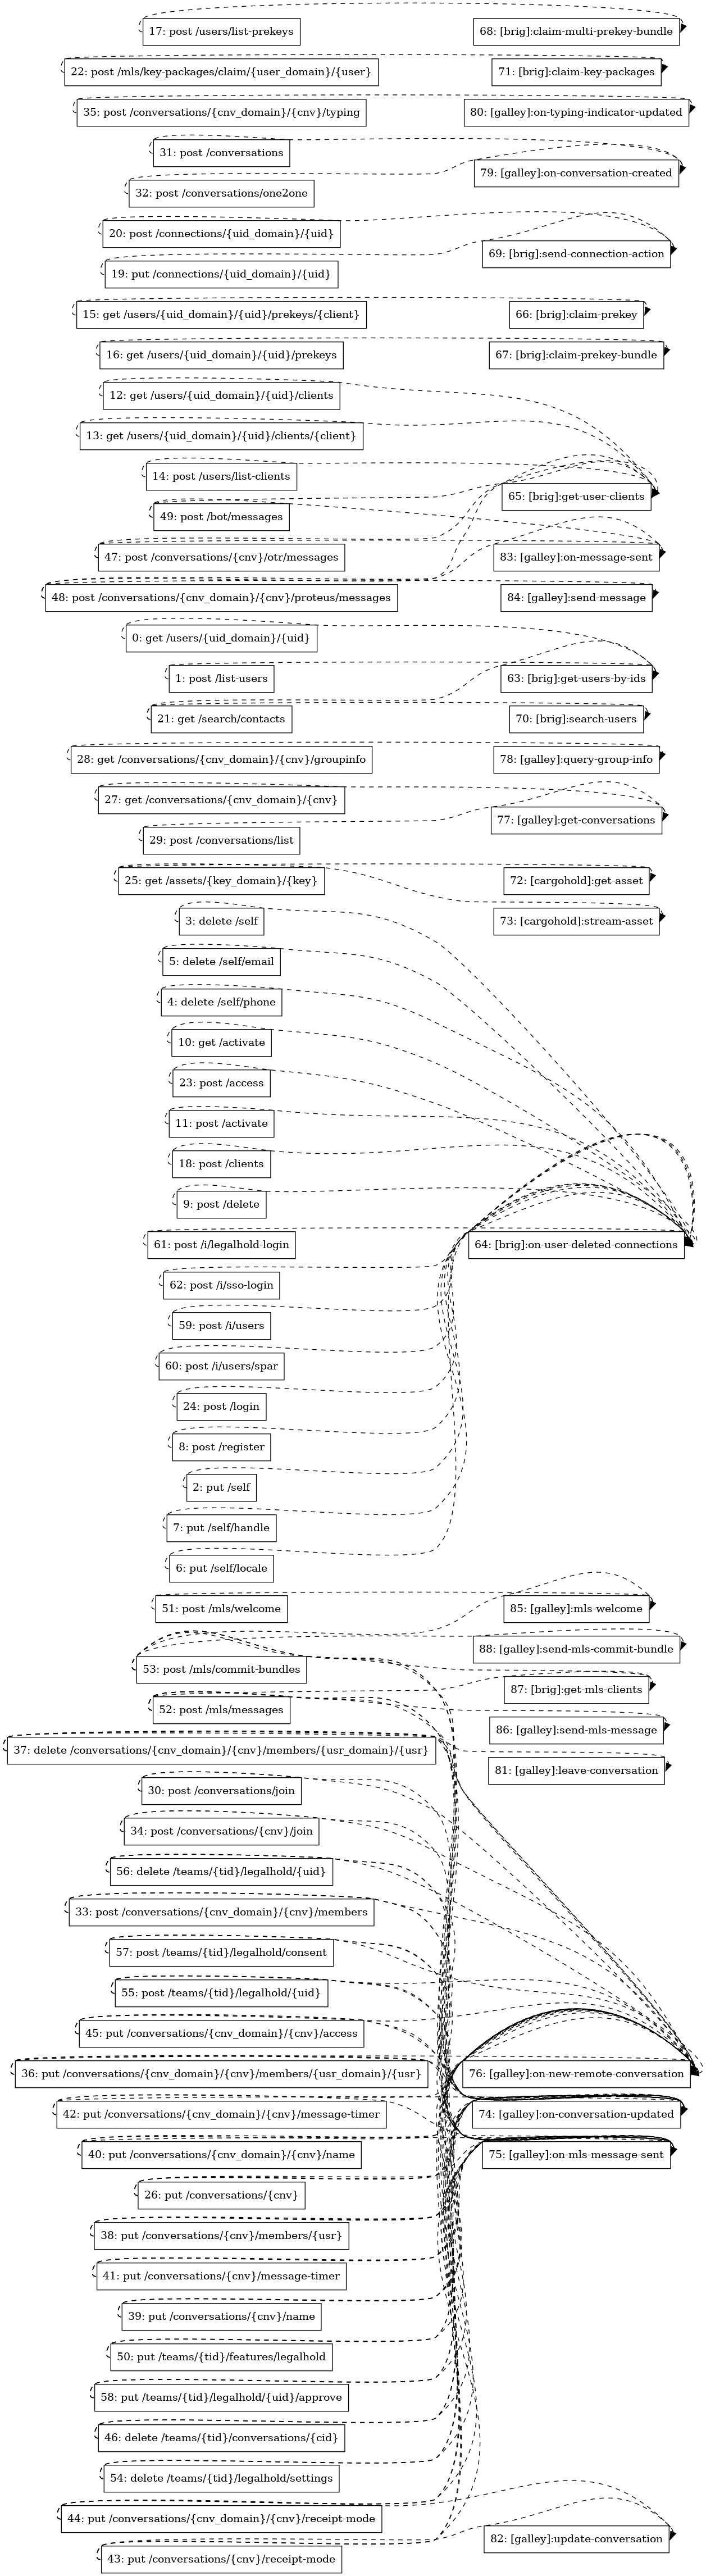 17: post /users/list-prekeys
68: [brig]:claim-multi-prekey-bundle
22: post /mls/key-packages/claim/{user_domain}/{user}
71: [brig]:claim-key-packages
35: post /conversations/{cnv_domain}/{cnv}/typing
80: [galley]:on-typing-indicator-updated
31: post /conversations
79: [galley]:on-conversation-created
32: post /conversations/one2one
20: post /connections/{uid_domain}/{uid}
69: [brig]:send-connection-action
19: put /connections/{uid_domain}/{uid}
15: get /users/{uid_domain}/{uid}/prekeys/{client}
66: [brig]:claim-prekey
16: get /users/{uid_domain}/{uid}/prekeys
67: [brig]:claim-prekey-bundle
12: get /users/{uid_domain}/{uid}/clients
13: get /users/{uid_domain}/{uid}/clients/{client}
14: post /users/list-clients
65: [brig]:get-user-clients
49: post /bot/messages
47: post /conversations/{cnv}/otr/messages
83: [galley]:on-message-sent
48: post /conversations/{cnv_domain}/{cnv}/proteus/messages
84: [galley]:send-message
0: get /users/{uid_domain}/{uid}
1: post /list-users
63: [brig]:get-users-by-ids
21: get /search/contacts
70: [brig]:search-users
28: get /conversations/{cnv_domain}/{cnv}/groupinfo
78: [galley]:query-group-info
27: get /conversations/{cnv_domain}/{cnv}
77: [galley]:get-conversations
29: post /conversations/list
25: get /assets/{key_domain}/{key}
72: [cargohold]:get-asset
3: delete /self
73: [cargohold]:stream-asset
5: delete /self/email
4: delete /self/phone
10: get /activate
23: post /access
11: post /activate
18: post /clients
9: post /delete
61: post /i/legalhold-login
64: [brig]:on-user-deleted-connections
62: post /i/sso-login
59: post /i/users
60: post /i/users/spar
24: post /login
8: post /register
2: put /self
7: put /self/handle
6: put /self/locale
51: post /mls/welcome
85: [galley]:mls-welcome
88: [galley]:send-mls-commit-bundle
53: post /mls/commit-bundles
87: [brig]:get-mls-clients
52: post /mls/messages
86: [galley]:send-mls-message
37: delete /conversations/{cnv_domain}/{cnv}/members/{usr_domain}/{usr}
81: [galley]:leave-conversation
30: post /conversations/join
34: post /conversations/{cnv}/join
56: delete /teams/{tid}/legalhold/{uid}
33: post /conversations/{cnv_domain}/{cnv}/members
57: post /teams/{tid}/legalhold/consent
55: post /teams/{tid}/legalhold/{uid}
45: put /conversations/{cnv_domain}/{cnv}/access
36: put /conversations/{cnv_domain}/{cnv}/members/{usr_domain}/{usr}
76: [galley]:on-new-remote-conversation
42: put /conversations/{cnv_domain}/{cnv}/message-timer
74: [galley]:on-conversation-updated
40: put /conversations/{cnv_domain}/{cnv}/name
75: [galley]:on-mls-message-sent
26: put /conversations/{cnv}
38: put /conversations/{cnv}/members/{usr}
41: put /conversations/{cnv}/message-timer
39: put /conversations/{cnv}/name
50: put /teams/{tid}/features/legalhold
58: put /teams/{tid}/legalhold/{uid}/approve
46: delete /teams/{tid}/conversations/{cid}
54: delete /teams/{tid}/legalhold/settings
44: put /conversations/{cnv_domain}/{cnv}/receipt-mode
82: [galley]:update-conversation
43: put /conversations/{cnv}/receipt-mode